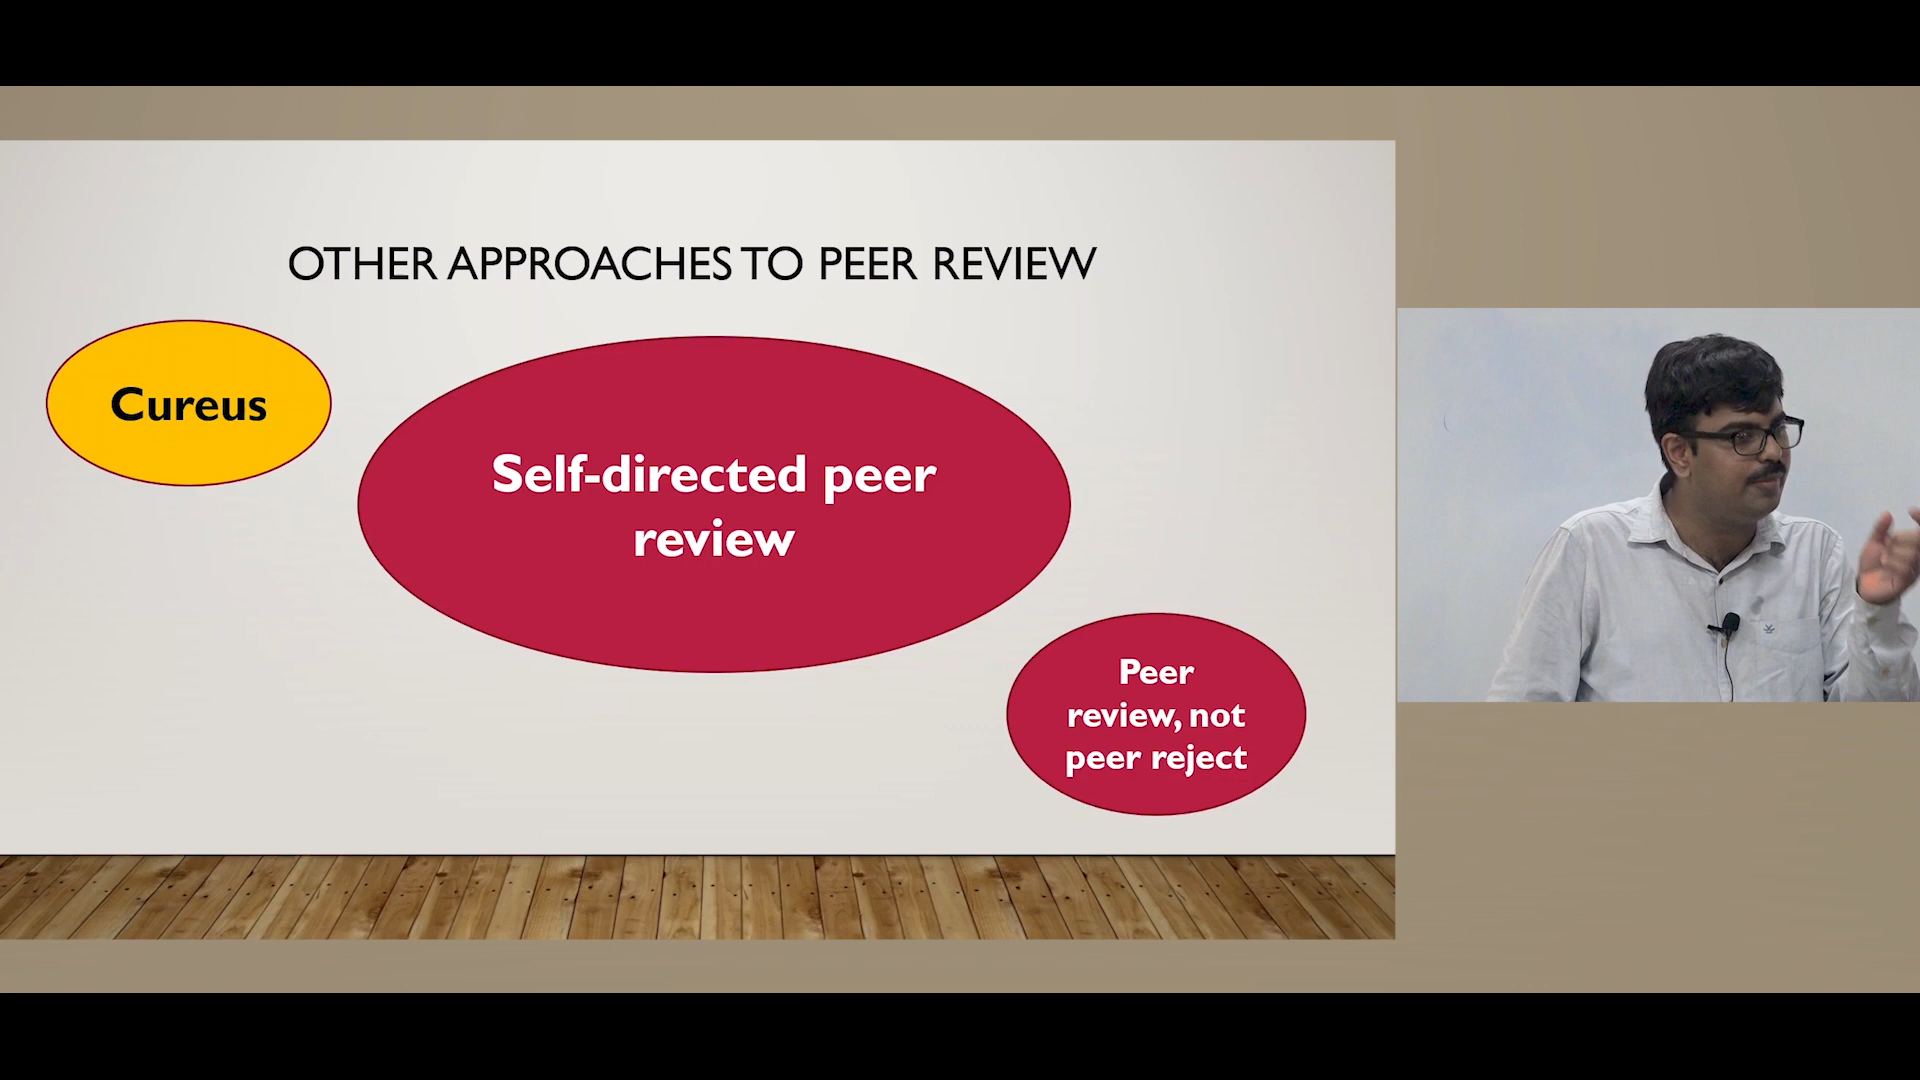 OTHER APPROACHES TO PEER REVIEW
Cureus
Self-directed peer
review
Peer
review, not
peer reject